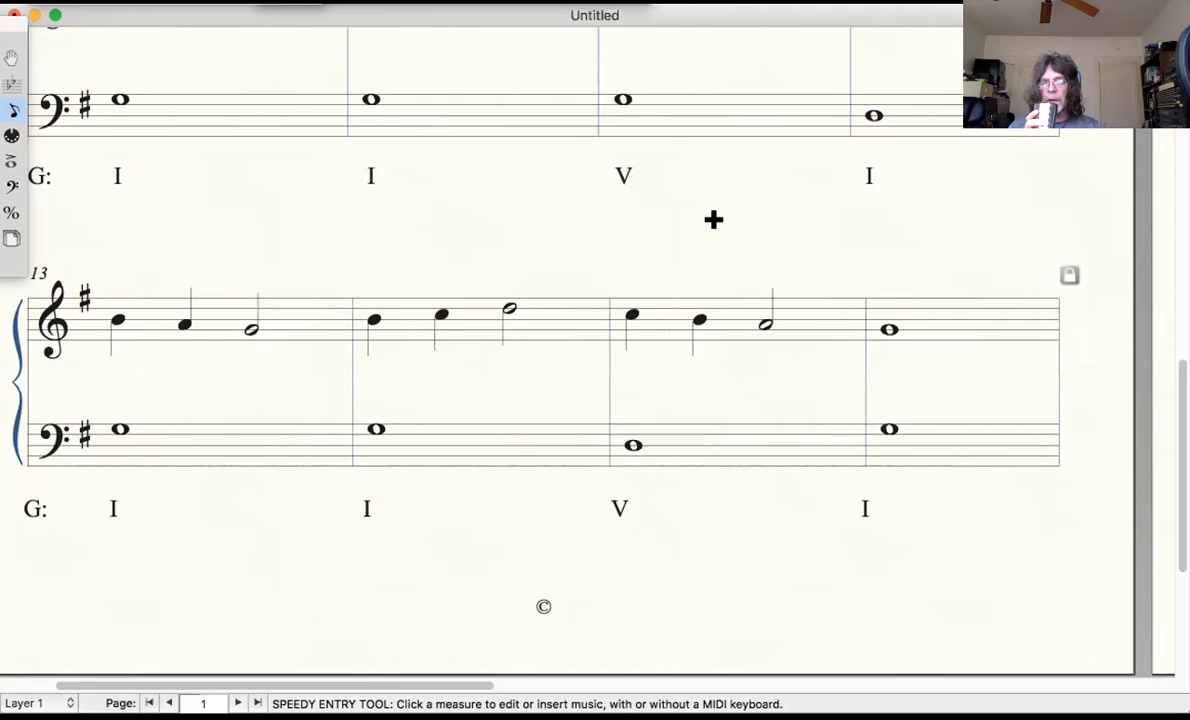 Untitled
G: I I V I
13
G: I I V I
©
Layer 1 Page: 1 SPEEDY ENTRY TOOL: Click a measure to edit or insert music, with or without a MIDI keyboard.